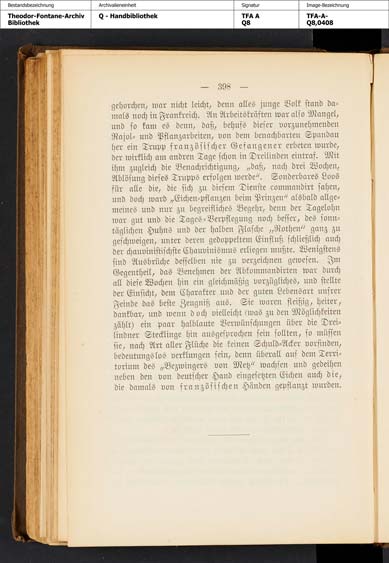 Bestandsbezeichnung
Archivalieneinheit
Signatur
Image-Bezeichnung
Theodor-Fontane-Archiv
Bibliothek
Q - Handbibliothek
TFA A
Q8
TFA-A-
Q8,0408
— 398 —
gehorchen, war nicht leicht, denn alles junge Volk stand da-
mals noch in Frankreich. An Arbeitskräften war also Mangel,
und so kam es denn, daß, behufs dieser vorzunehmenden
Rajol- und Pflanzarbeiten, von dem benachbarten Spandau
her ein Trupp französischer Gefangener erbeten wurde,
der wirklich am andren Tage schon in Dreilinden eintraf. Mit
ihm zugleich die Benachrichtigung, „daß, nach drei Wochen,
Ablösung dieses Trupps erfolgen werde“. Sonderbares Loos
für alle die, die sich zu diesem Dienste commandirt sahen,
und doch ward „Eichen-pflanzen beim Prinzen“ alsbald allge-
meines und nur zu begreifliches Begehr, denn der Tagelohn
war gut und die Tages-Verpflegung noch besser, des sonn-
täglichen Huhns und der halben Flasche „Rothen“ ganz zu
geschweigen, unter deren gedoppeltem Einfluß schließlich auch
der chauvinistischste Chauvinismus erliegen mußte. Wenigstens
sind Ausbrüche desselben nie zu verzeichnen gewesen. Im
Gegentheil, das Benehmen der Abkommandirten war durch
all diese Wochen hin ein gleichmäßig vorzügliches, und stellte
der Einsicht, dem Charakter und der guten Lebensart unsrer
Feinde das beste Zeugniß aus. Sie waren fleißig, heiter,
dankbar, und wenn doch vielleicht (was zu den Möglichkeiten
zählt) ein paar halblaute Verwünschungen über die Drei-
lindner Stecklinge hin ausgesprochen sein sollten, so müssen
sie, nach Art aller Flüche die keinen Schuld-Acker vorfinden,
bedeutungslos verklungen sein, denn überall auf dem Terri-
torium des „Bezwingers von Metz“ wachsen und gedeihen
neben den von deutscher Hand eingesetzten Eichen auch die,
die damals von französischen Händen gepflanzt wurden.